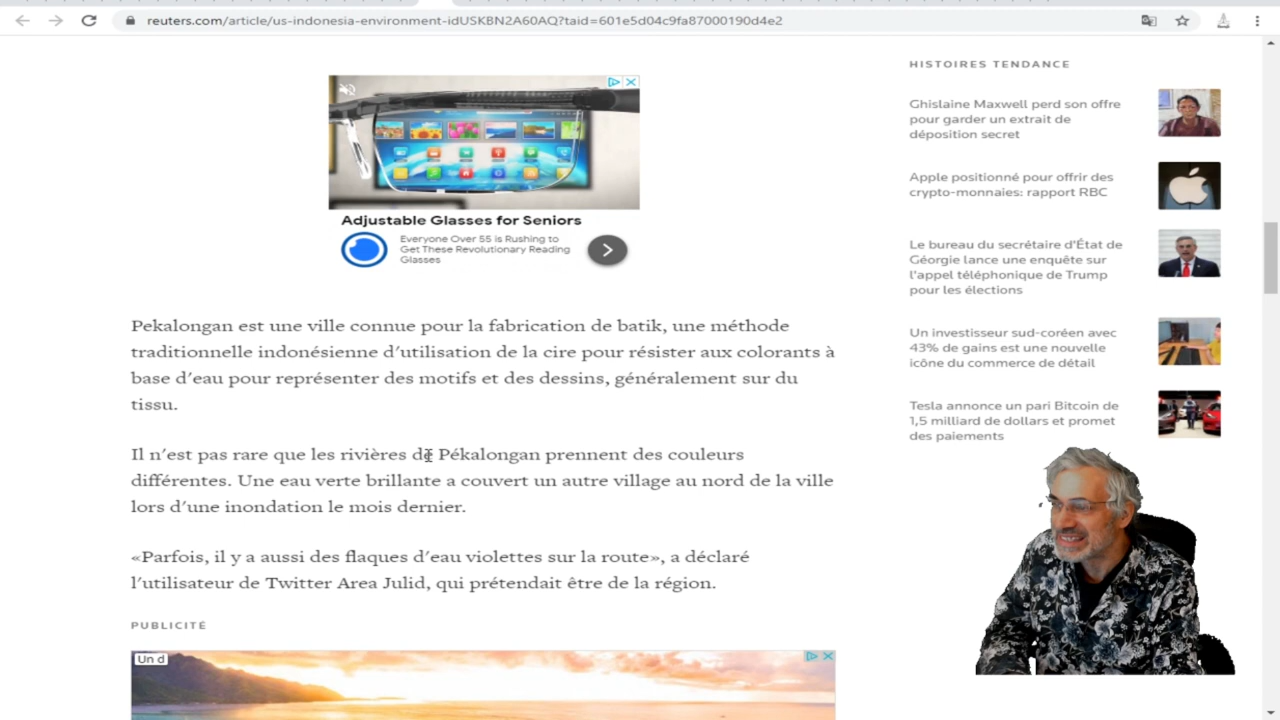 reuters.com/article/us-indonesia-environment-idUSKBN2A60AQ?taid=601e5d04c9fa87000190d4e2
Adjustable Glasses for Seniors
Everyone Over 55 is Rushing to
Get These Revolutionary Reading
Glasses
Pekalongan est une ville connue pour la fabrication de batik, une méthode
traditionnelle indonésienne d'utilisation de la cire pour résister aux colorants à
base d'eau pour représenter des motifs et des dessins, généralement sur du
tissu.
Il n'est pas rare que les rivières de Pékalongan prennent des couleurs
différentes. Une eau verte brillante a couvert un autre village au nord de la ville
lors d'une inondation le mois dernier.
«Parfois, il y a aussi des flaques d'eau violettes sur la route», a déclaré
l'utilisateur de Twitter Area Julid, qui prétendait être de la région.
PUBLICITÉ
Un d
HISTOIRES TENDANCE
Ghislaine Maxwell perd son offre
pour garder un extrait de
déposition secret
Apple positionné pour offrir des
crypto-monnaies: rapport RBC
Le bureau du secrétaire d'État de
Géorgie lance une enquête sur
l'appel téléphonique de Trump
pour les élections
Un investisseur sud-coréen avec
43% de gains est une nouvelle
icône du commerce de détail
Tesla annonce un pari Bitcoin de
1,5 milliard de dollars et promet
des paiements